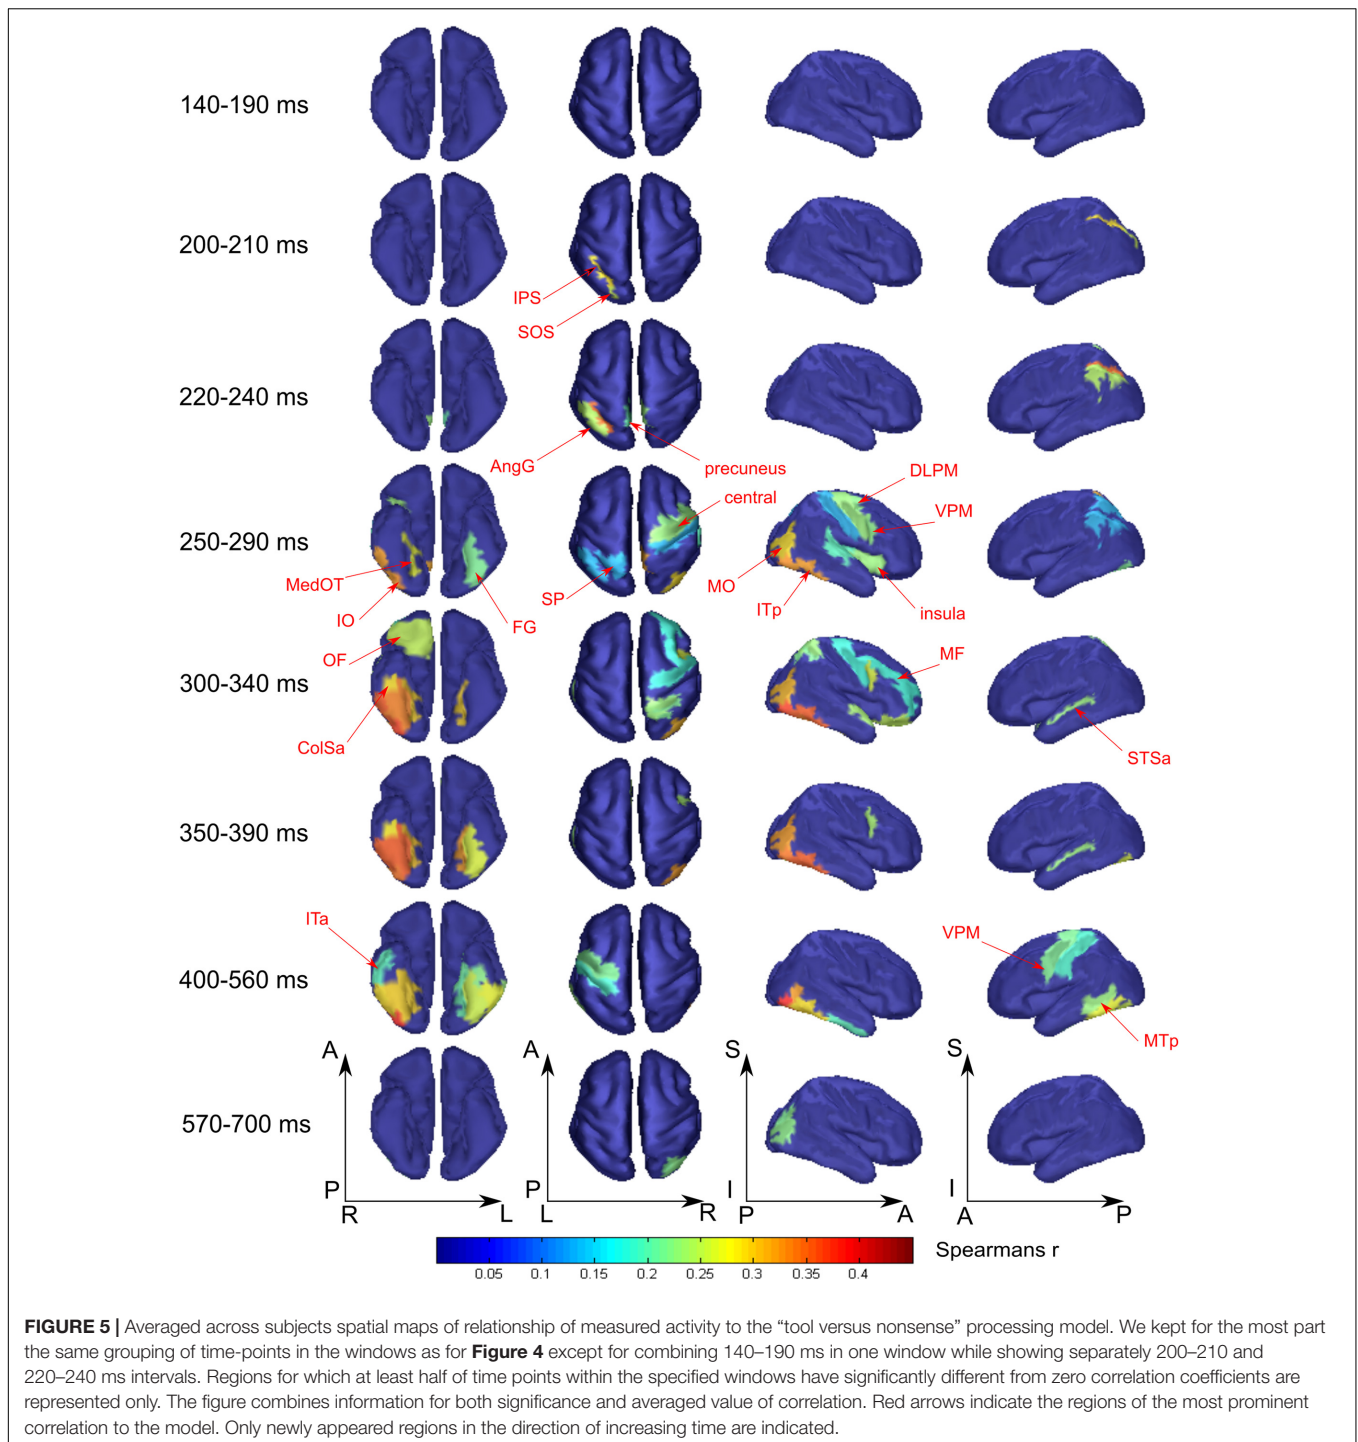 140-190 ms
200-210 ms
IPS
SOS
220-240 ms
AngG
precuneus
central
DLPM
VPM
250-290 ms
MedOT
IO
FG
SP
MO
ITp
insula
OF
300-340 ms
MF
ColSa
STSa
350-390 ms
ITa
VPM
400-560 ms
MTp
A
A
S
S
570-700 ms
P
P
I
I
R
L
L
R
P
A
A
P
Spearmans r
0.05 0.1 0.15 0.2 0.25 0.3 0.35 0.4
FIGURE 5 | Averaged across subjects spatial maps of relationship of measured activity to the “tool versus nonsense” processing model. We kept for the most part
the same grouping of time-points in the windows as for Figure 4 except for combining 140–190 ms in one window while showing separately 200–210 and
220–240 ms intervals. Regions for which at least half of time points within the specified windows have significantly different from zero correlation coefficients are
represented only. The figure combines information for both significance and averaged value of correlation. Red arrows indicate the regions of the most prominent
correlation to the model. Only newly appeared regions in the direction of increasing time are indicated.